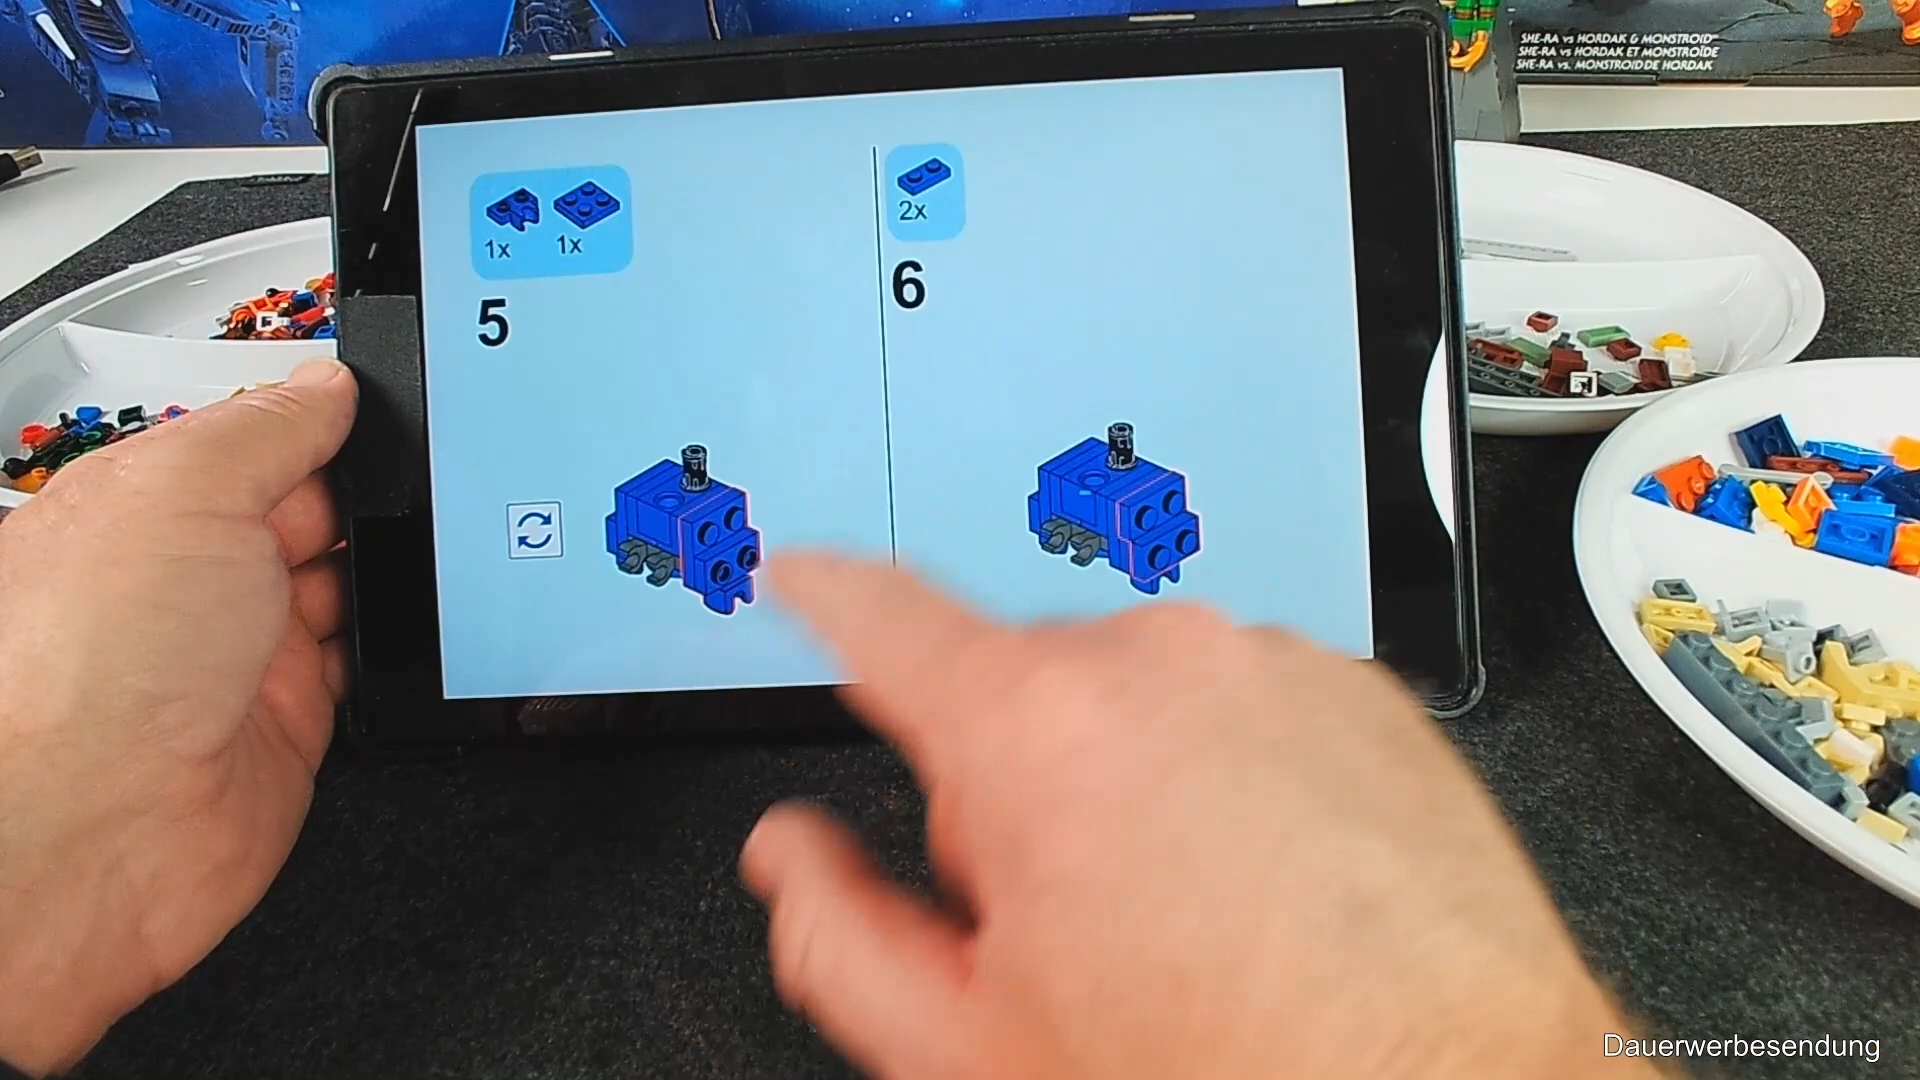 SHE-RA vs HORDAK & MONSTROID™
SHE-RA vs HORDAK ET MONSTROÏDE
SHE-RA vs. MONSTROID DE HORDAK
1x 1x
5
2x
6
Dauerwerbesendung